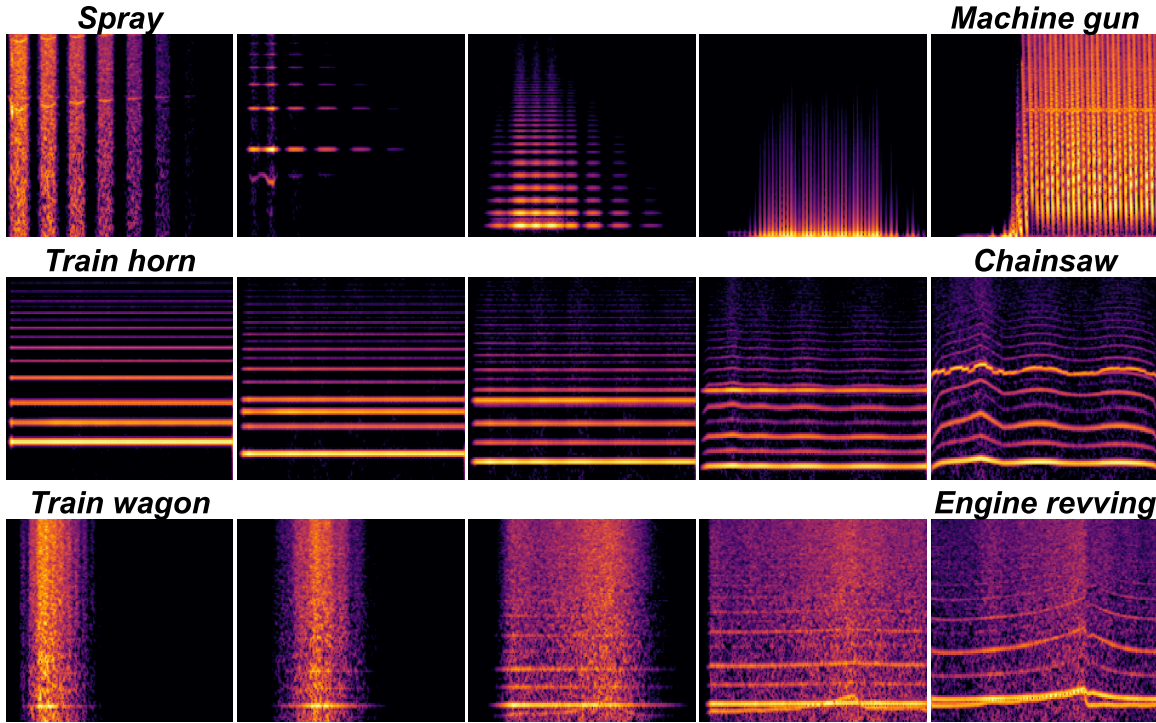 Spray
Machine gun
Train horn
Chainsaw
Train wagon
Engine revving